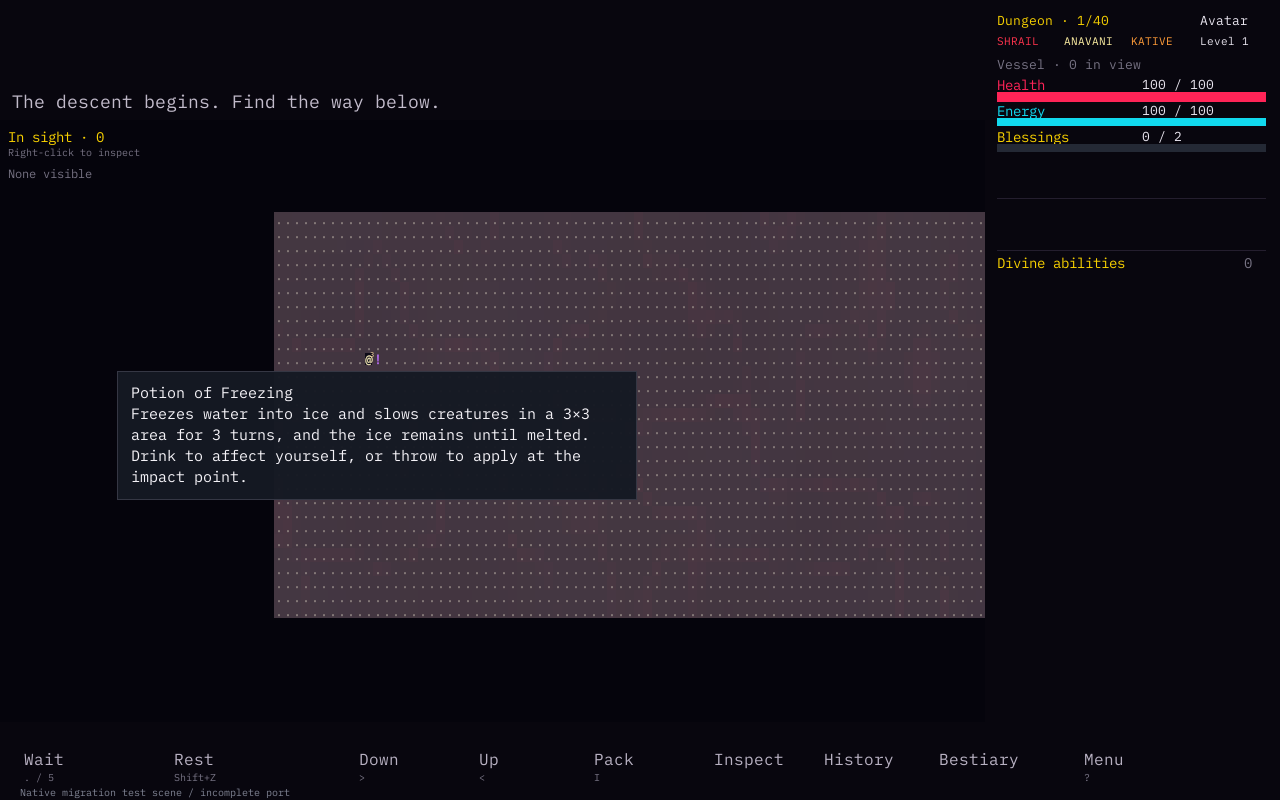 Dungeon · 1/40 Avatar
SHRAIL ANAVANI KATIVE Level 1
Vessel · 0 in view
Health 100 / 100
The descent begins. Find the way below.
Energy 100 / 100
In sight · 0
Blessings 0 / 2
Right-click to inspect
None visible
Divine abilities 0
@!
Potion of Freezing
Freezes water into ice and slows creatures in a 3×3
area for 3 turns, and the ice remains until melted.
Drink to affect yourself, or throw to apply at the
impact point.
Wait Rest Down Up Pack Inspect History Bestiary Menu
. / 5 Shift+Z > < I ?
Native migration test scene / incomplete port